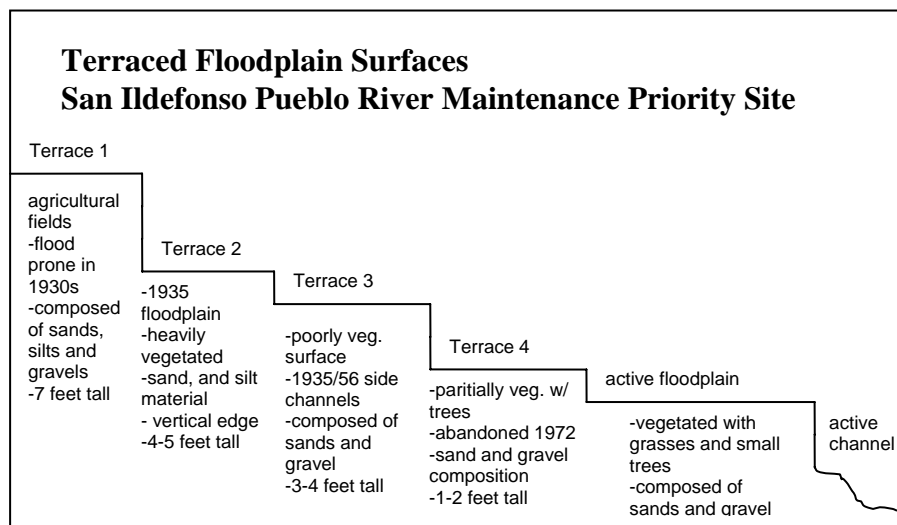 Terraced Floodplain Surfaces
San Ildefonso Pueblo River Maintenance Priority Site
Terrace 1
agricultural
fields
-flood
prone in
1930s
-composed
of sands,
silts and
gravels
-7 feet tall
Terrace 2
-1935
floodplain
-heavily
vegetated
-sand, and silt
material
- vertical edge
-4-5 feet tall
Terrace 3
-poorly veg.
surface
-1935/56 side
channels
-composed of
sands and
gravel
-3-4 feet tall
Terrace 4
-paritially veg. w/
trees
-abandoned 1972
-sand and gravel
composition
-1-2 feet tall
active floodplain
-vegetated with
grasses and small
trees
-composed of
sands and gravel
active
channel